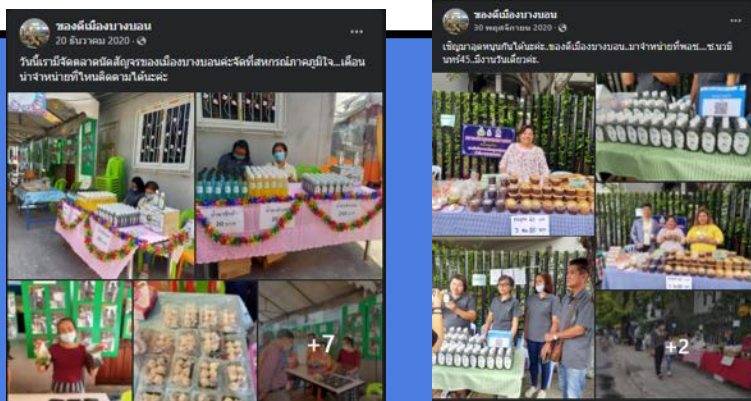 ของดีเมืองบางบอน
20 ธันวาคม 2020
วันนี้เรามีจัดตลาดนัดสัญจรของเมืองบางบอนค่ะจัดที่สหกรณ์ภาคภูมิใจ...เดือน
น่าจำหน่ายที่ไหนติดตามได้นะค่ะ
+7
ของดีเมืองบางบอน
30 พฤศจิกายน 2020
เชิญมาอุดหนุนกันได้นะค่ะ..ของดีเมืองบางบอน..มาจำหน่ายที่พอช...ซ.นวมิ
นทร์45..มีงานวันเดียวค่ะ.
+2